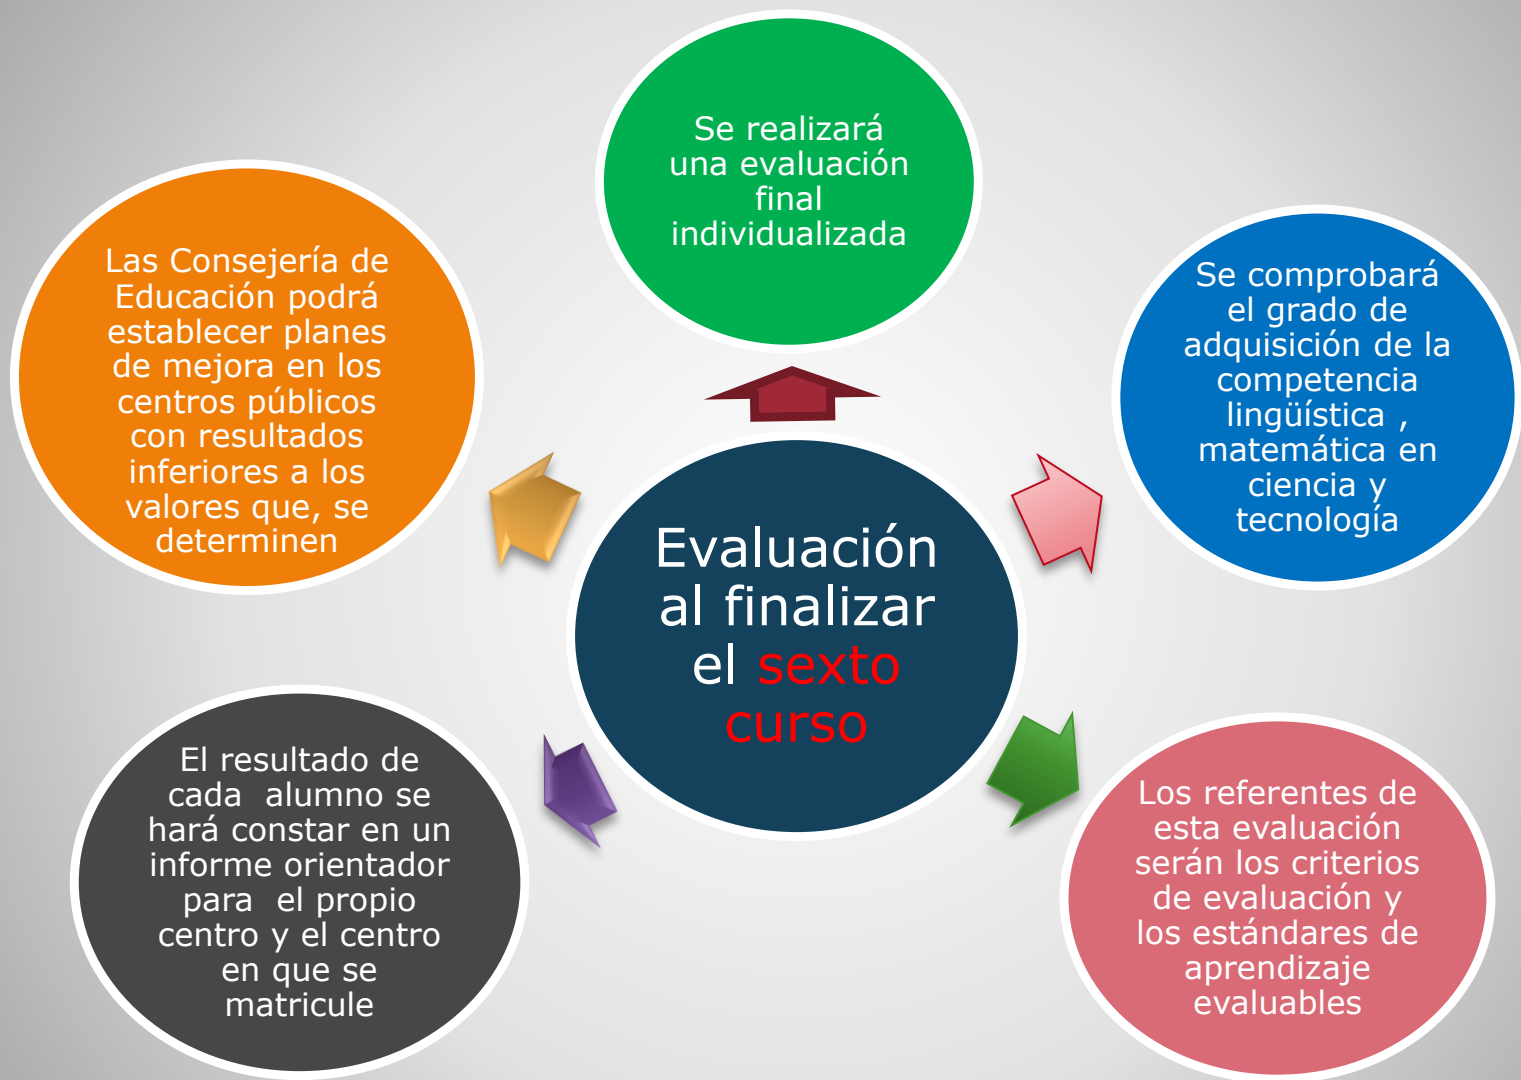 Se realizará
una evaluación
final
individualizada
Las Consejería de
Educación podrá
establecer planes
de mejora en los
centros públicos
con resultados
inferiores a los
valores que, se
determinen
Se comprobará
el grado de
adquisición de la
competencia
lingüística ,
matemática en
ciencia y
tecnología
Evaluación
al finalizar
el sexto
curso
El resultado de
cada  alumno se
hará constar en un
informe orientador
para  el propio
centro y el centro
en que se
matricule
Los referentes de
esta evaluación
serán los criterios
de evaluación y
los estándares de
aprendizaje
evaluables